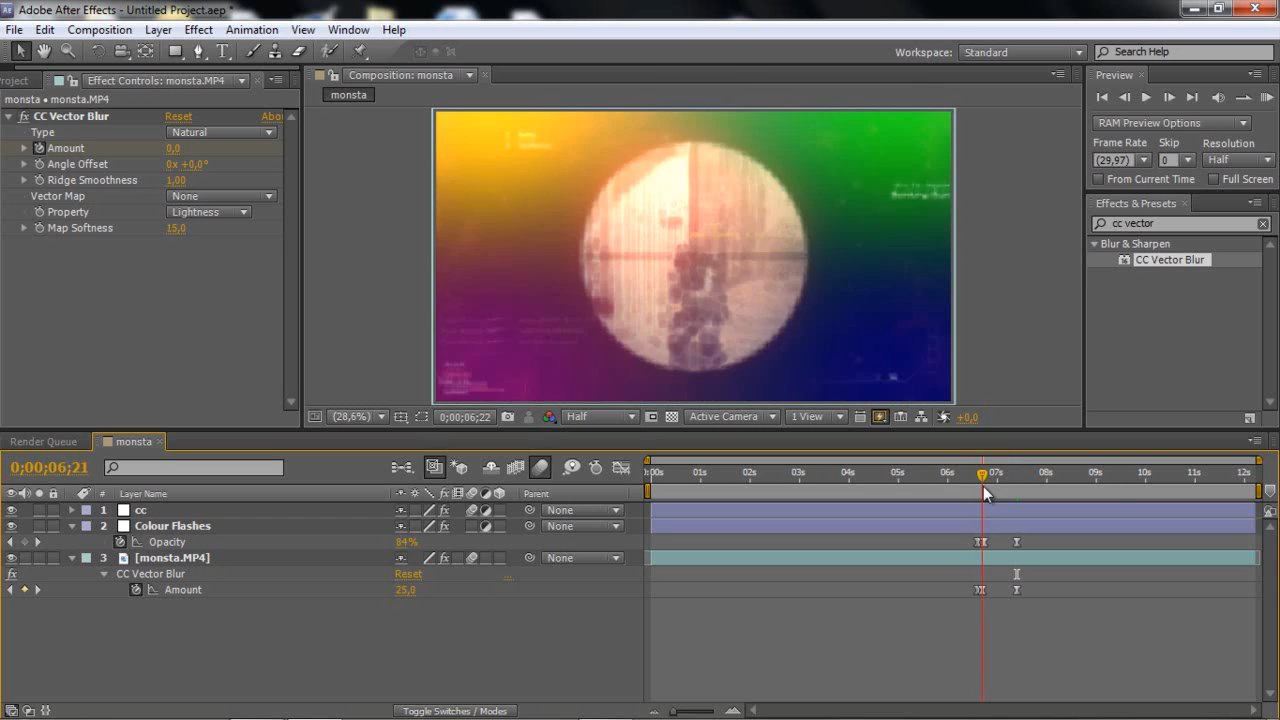 Adobe After Effects - Untitled Project.aep *
File Edit Composition Layer Effect Animation View Window Help
Workspace: Standard Search Help
roject Effect Controls: monsta.MP4 Composition: monsta Preview
monsta • monsta.MP4 monsta
fx CC Vector Blur Reset Abo
Type Natural
Amount 0,0
Angle Offset 0x +0,0°
Ridge Smoothness 1,00
Vector Map None
Property Lightness
Map Softness 15,0
RAM Preview Options
Frame Rate Skip Resolution
(29,97) 0 Half
From Current Time Full Screen
Effects & Presets
cc vector
Blur & Sharpen
CC Vector Blur
(28,6%) 0;00;06;22 Half Active Camera 1 View +0,0
Render Queue monsta
0;00;06;21
0:00s 01s 02s 03s 04s 05s 06s 07s 08s 09s 10s 11s 12s
# Layer Name Parent
1 cc None
2 Colour Flashes None
Opacity 84%
3 [monsta.MP4] None
CC Vector Blur Reset ...
Amount 25,0
Toggle Switches / Modes